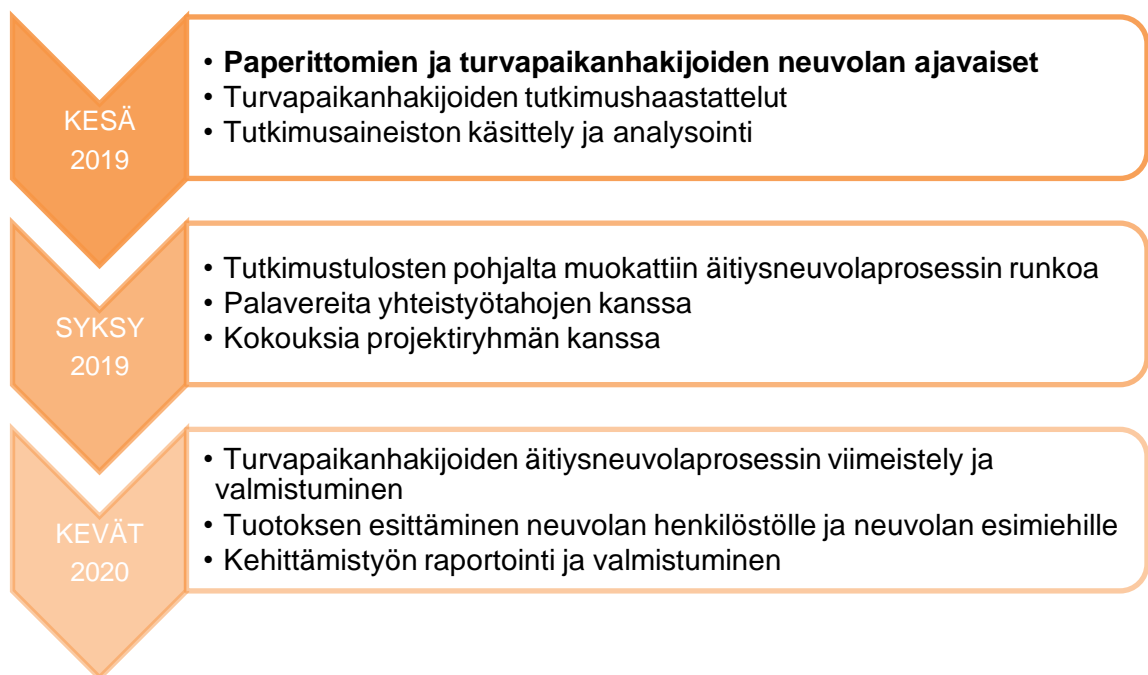 KESÄ
2019
• Paperittomien ja turvapaikanhakijoiden neuvolan ajavaiset
• Turvapaikanhakijoiden tutkimushaastattelut
• Tutkimusaineiston käsittely ja analysointi
SYKSY
2019
• Tutkimustulosten pohjalta muokattiin äitiysneuvolaprosessin runkoa
• Palavereita yhteistyötahojen kanssa
• Kokouksia projektiryhmän kanssa
KEVÄT
2020
• Turvapaikanhakijoiden äitiysneuvolaprosessin viimeistely ja
valmistuminen
• Tuotoksen esittäminen neuvolan henkilöstölle ja neuvolan esimiehille
• Kehittämistyön raportointi ja valmistuminen